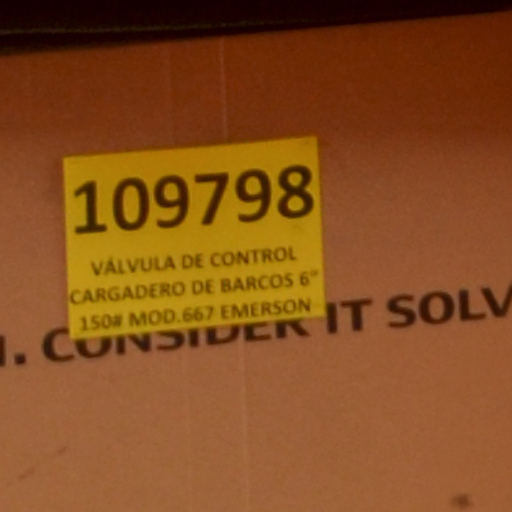 109798
VÁLVULA DE CONTROL
CARGADERO DE BARCOS 6"
150# MOD.667 EMERSON
. CONSIDER IT SOLV